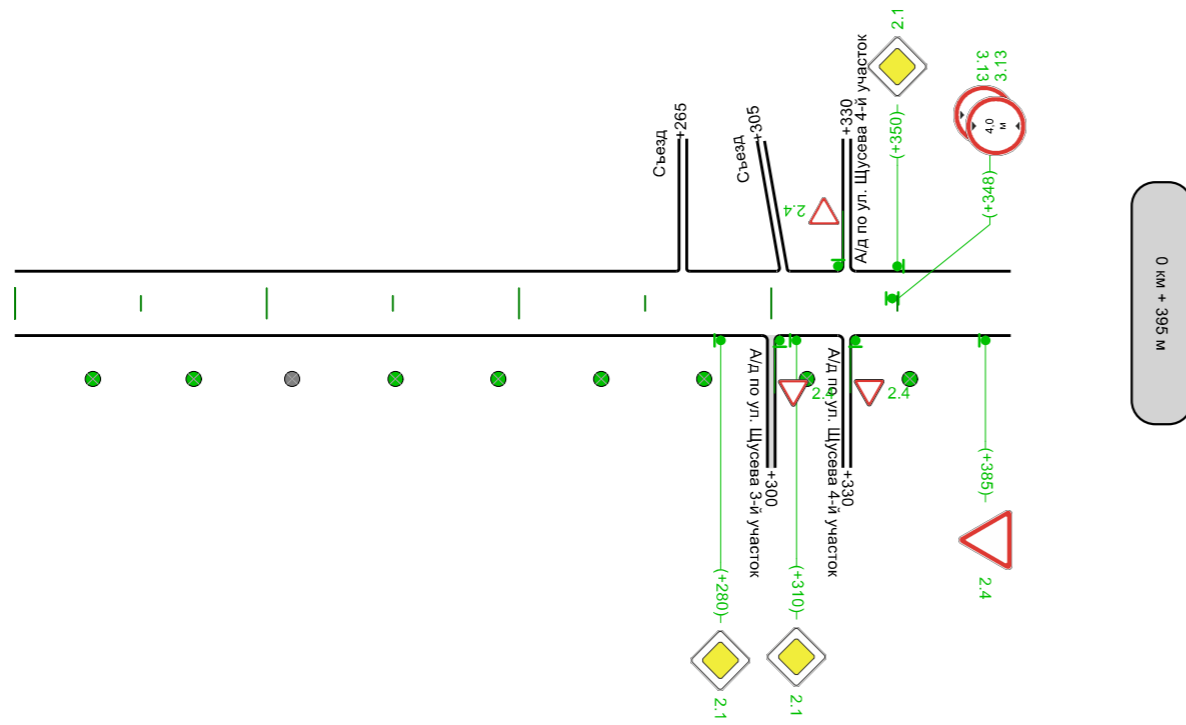 2.1
3.13
3.13
4,0
м
+265
Съезд
+305
Съезд
+330
А/д по ул. Щусева 4-й участок
(+350)
(+348)
2.4
0 км + 395 м
А/д по ул. Щусева 3-й участок
+300
2.4
А/д по ул. Щусева 4-й участок
+330
2.4
(+385)
2.4
(+280)
2.1
(+310)
2.1